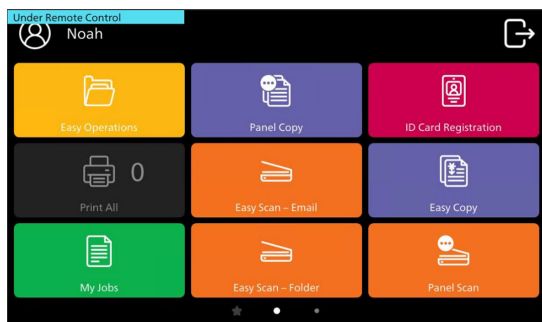 Under Remote Control
Noah
Easy Operations
Panel Copy
ID Card Registration
0
Print All
Easy Scan – Email
Easy Copy
My Jobs
Easy Scan – Folder
Panel Scan